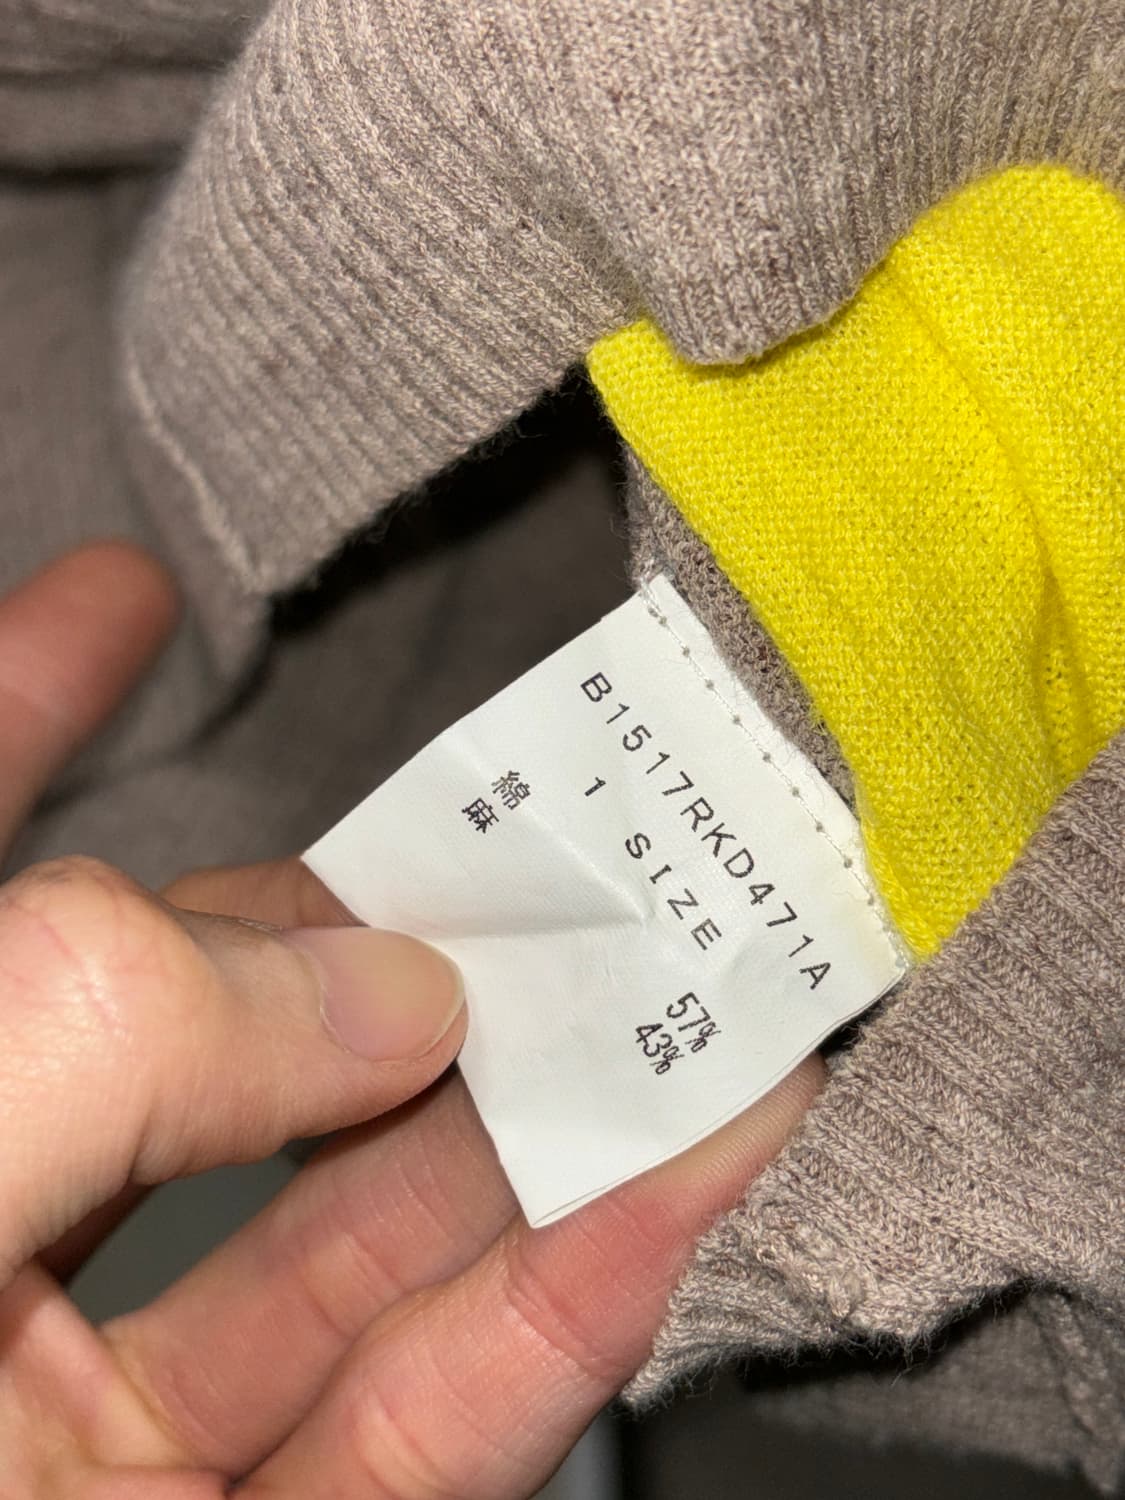 B1517RKD471A
1 SIZE
綿 57%
麻 43%